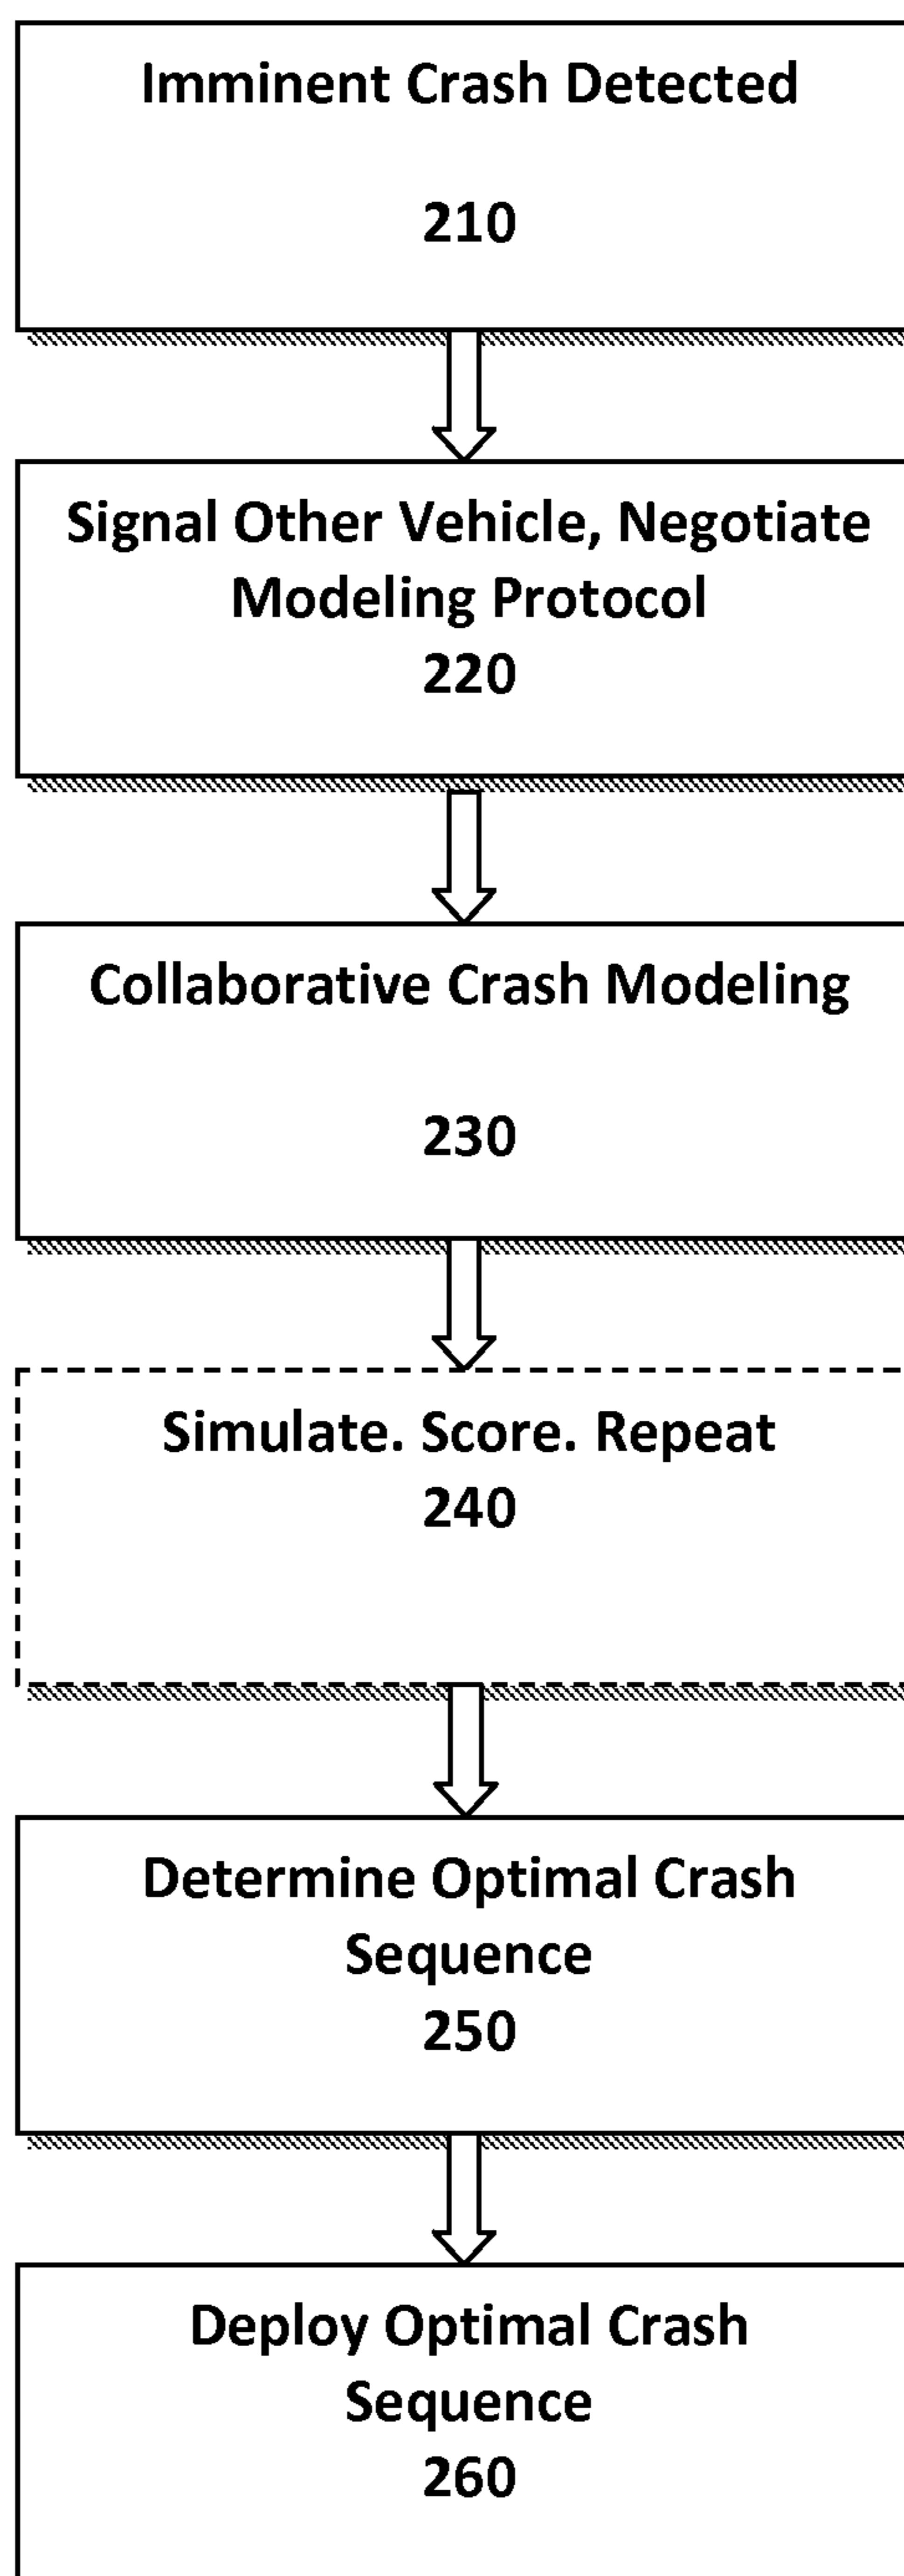 Imminent Crash Detected
210
Signal Other Vehicle, Negotiate
Modeling Protocol
220
Collaborative Crash Modeling
230
Simulate. Score. Repeat
240
Determine Optimal Crash
Sequence
250
Deploy Optimal Crash
Sequence
260